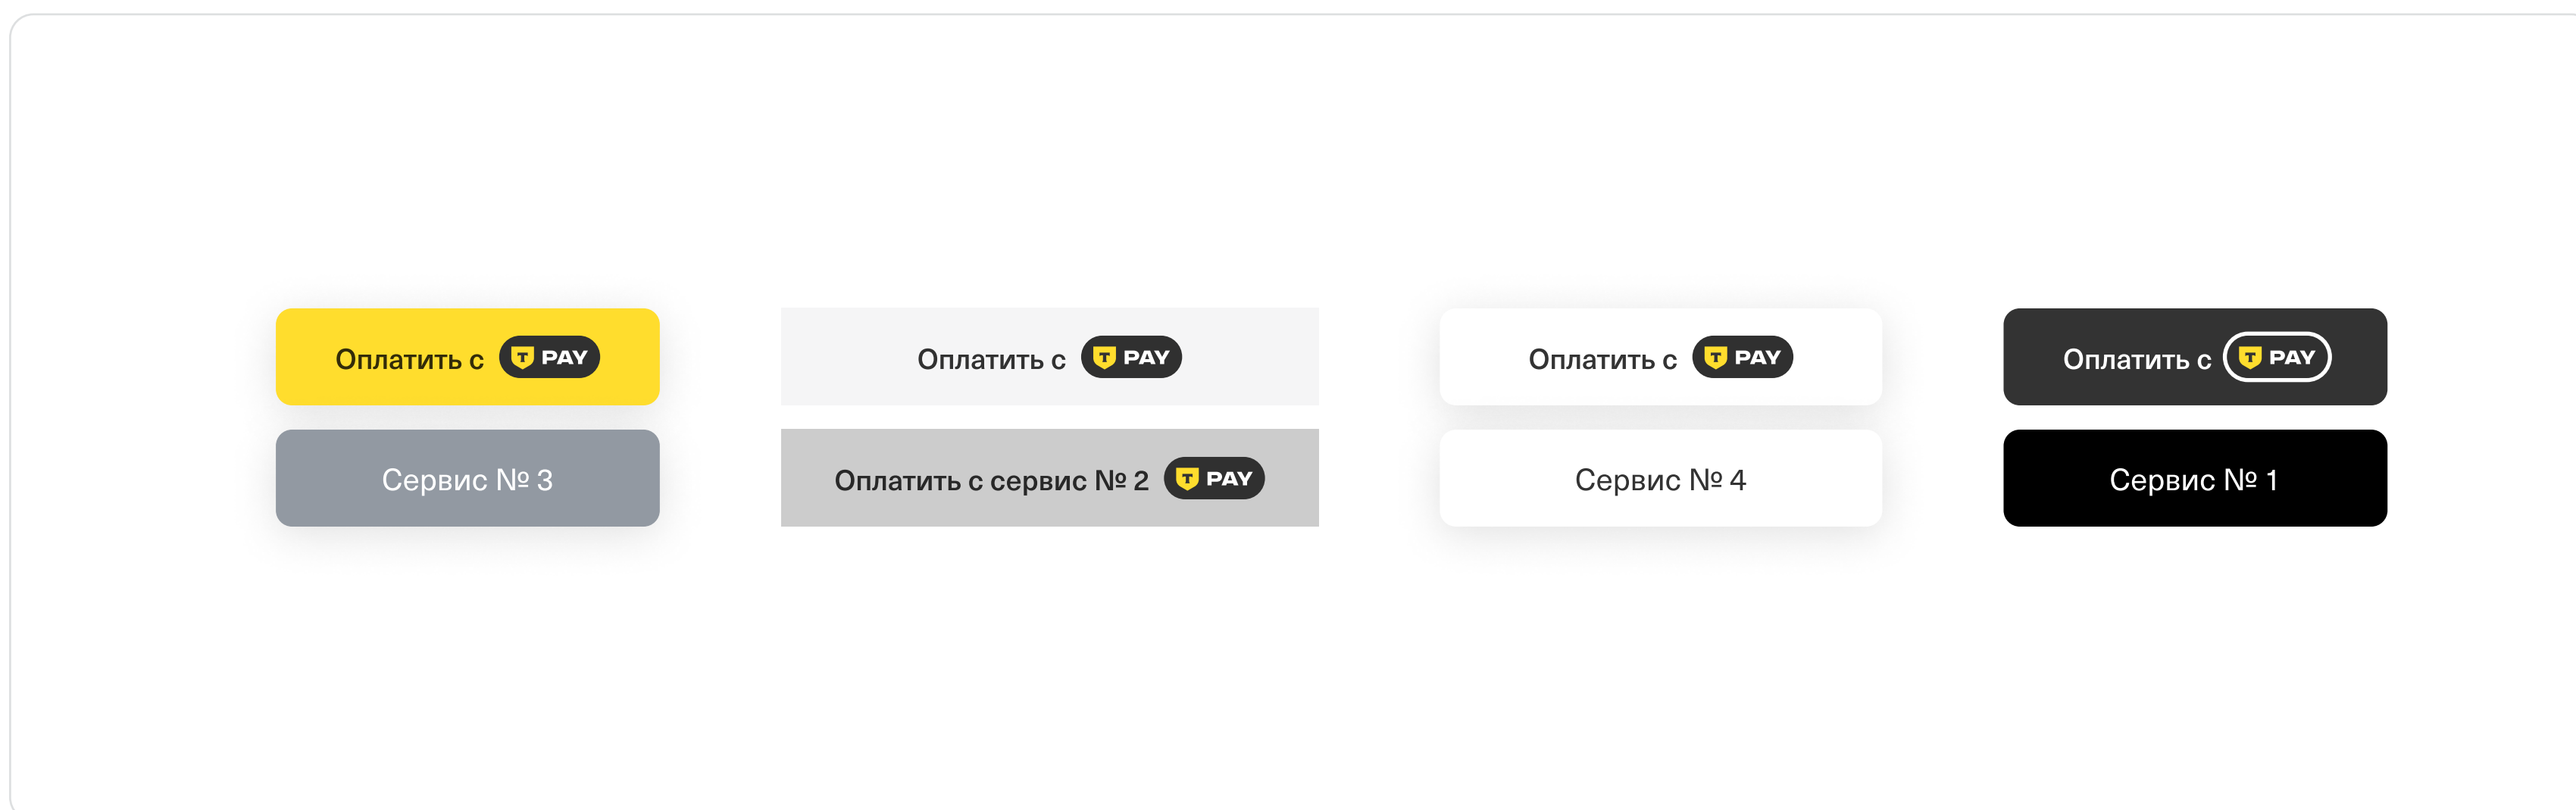 Оплатить с T PAY
Сервис № 3
Оплатить с T PAY
Оплатить с сервис № 2 T PAY
Оплатить с T PAY
Сервис № 4
Оплатить с T PAY
Сервис № 1